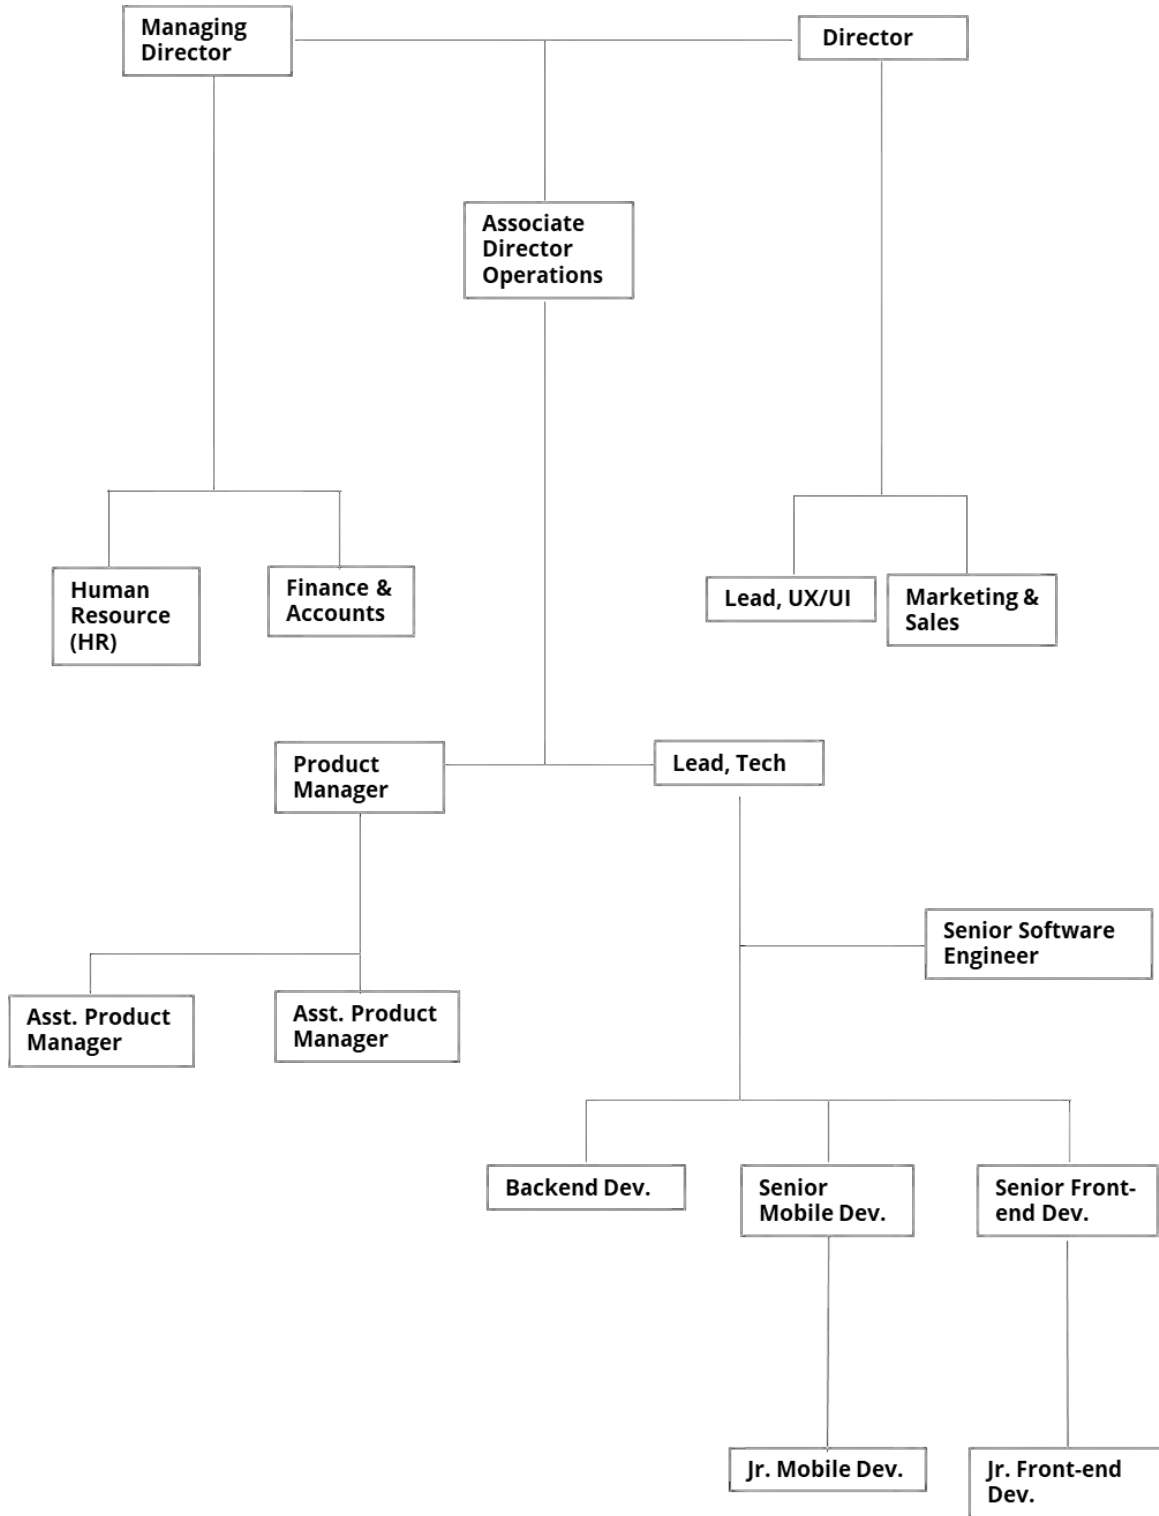 Managing
Director
Director
Associate
Director
Operations
Human
Resource
(HR)
Finance &
Accounts
Lead, UX/UI
Marketing &
Sales
Product
Manager
Lead, Tech
Senior Software
Engineer
Asst. Product
Manager
Asst. Product
Manager
Backend Dev.
Senior
Mobile Dev.
Senior Front-
end Dev.
Jr. Mobile Dev.
Jr. Front-end
Dev.